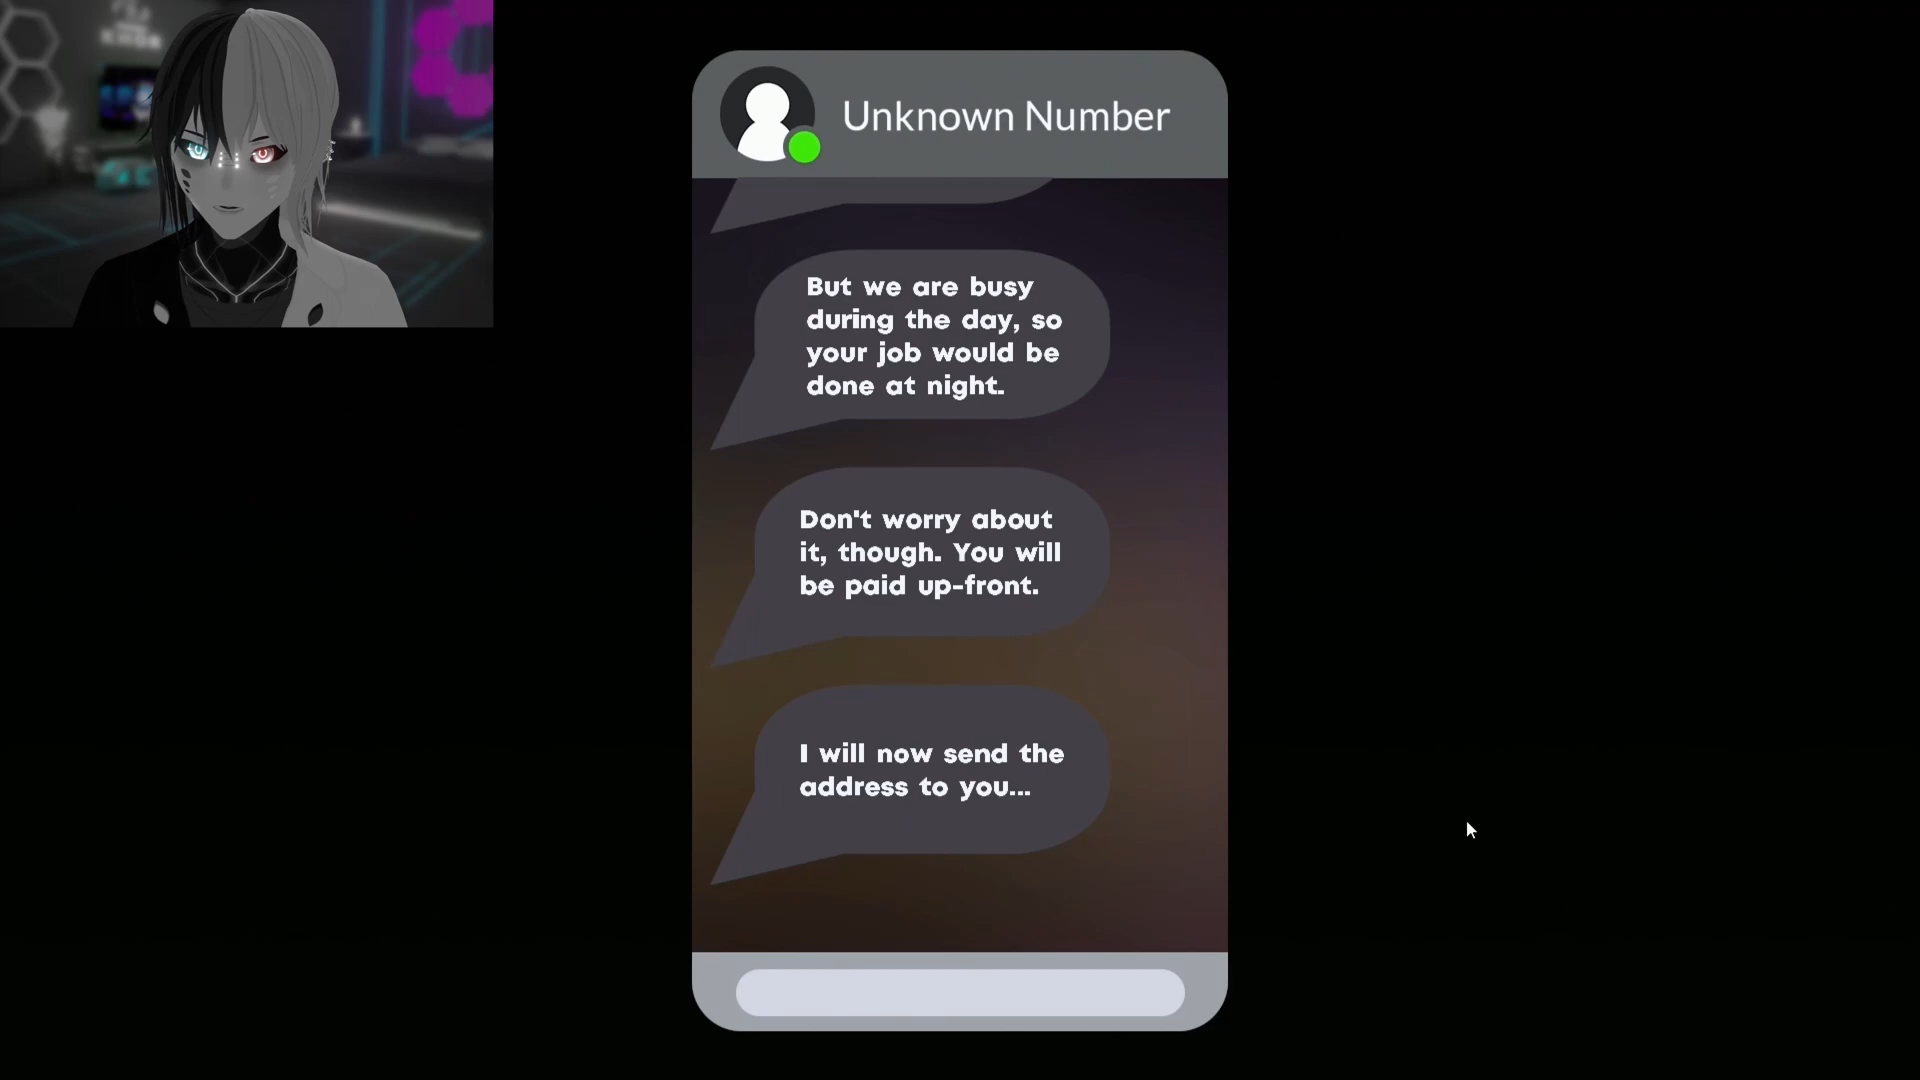 Unknown Number
But we are busy
during the day, so
your job would be
done at night.
Don't worry about
it, though. You will
be paid up-front.
I will now send the
address to you...